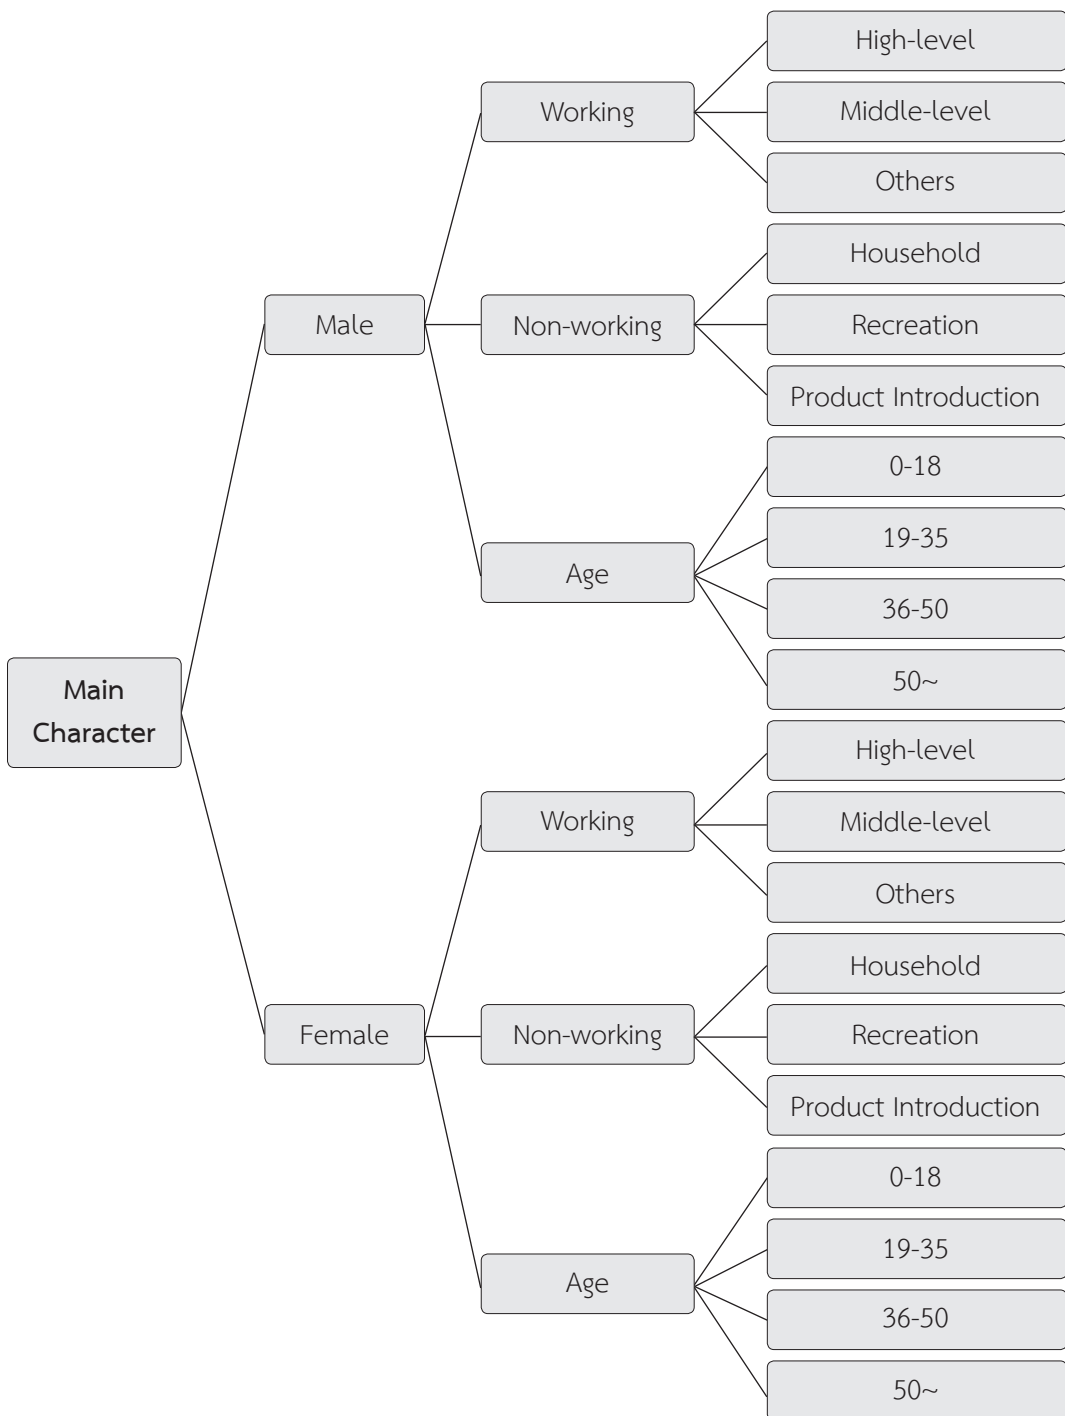 High-level
Working
Middle-level
Others
Household
Male
Non-working
Recreation
Product Introduction
0-18
19-35
Age
36-50
50~
Main
Character
High-level
Working
Middle-level
Others
Household
Female
Non-working
Recreation
Product Introduction
0-18
19-35
Age
36-50
50~